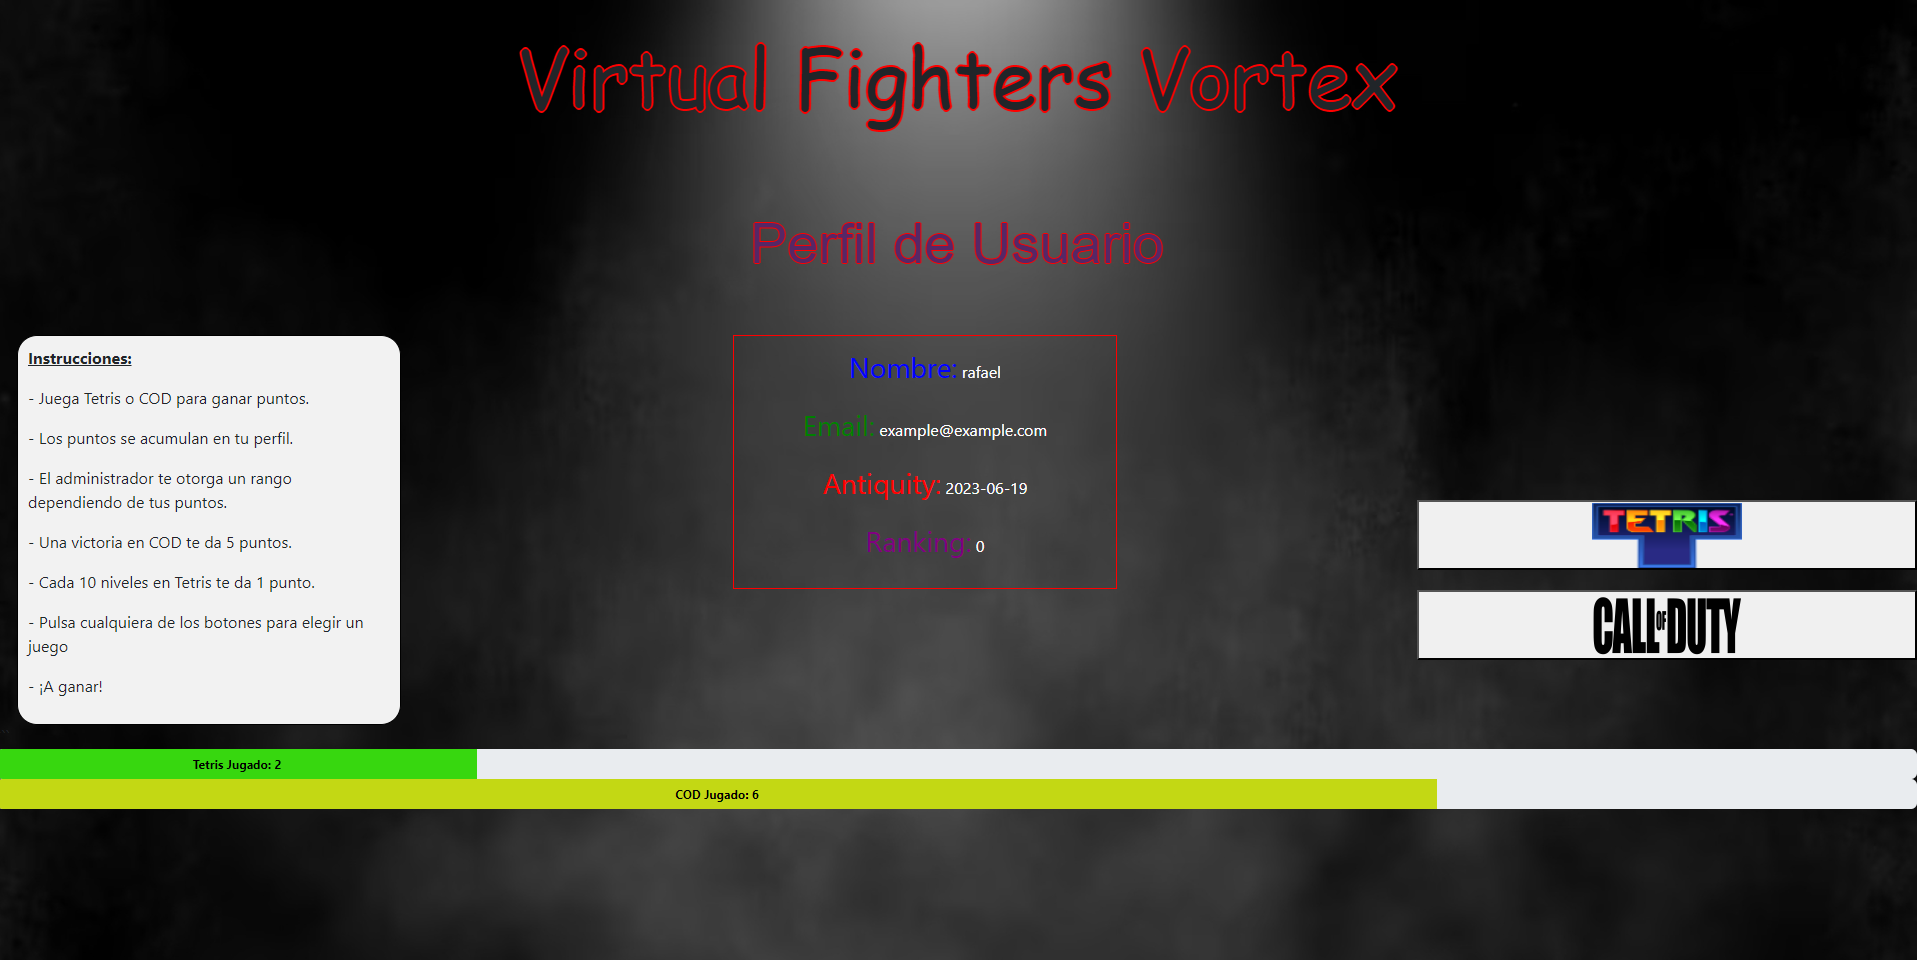 Virtual Fighters Vortex
Perfil de Usuario
Instrucciones:
- Juega Tetris o COD para ganar puntos.
- Los puntos se acumulan en tu perfil.
- El administrador te otorga un rango
dependiendo de tus puntos.
- Una victoria en COD te da 5 puntos.
- Cada 10 niveles en Tetris te da 1 punto.
- Pulsa cualquiera de los botones para elegir un
juego
- ¡A ganar!
Nombre: rafael
Email: example@example.com
Antiquity: 2023-06-19
Ranking: 0
TETRIS
CALL OF DUTY
Tetris Jugado: 2
COD Jugado: 6